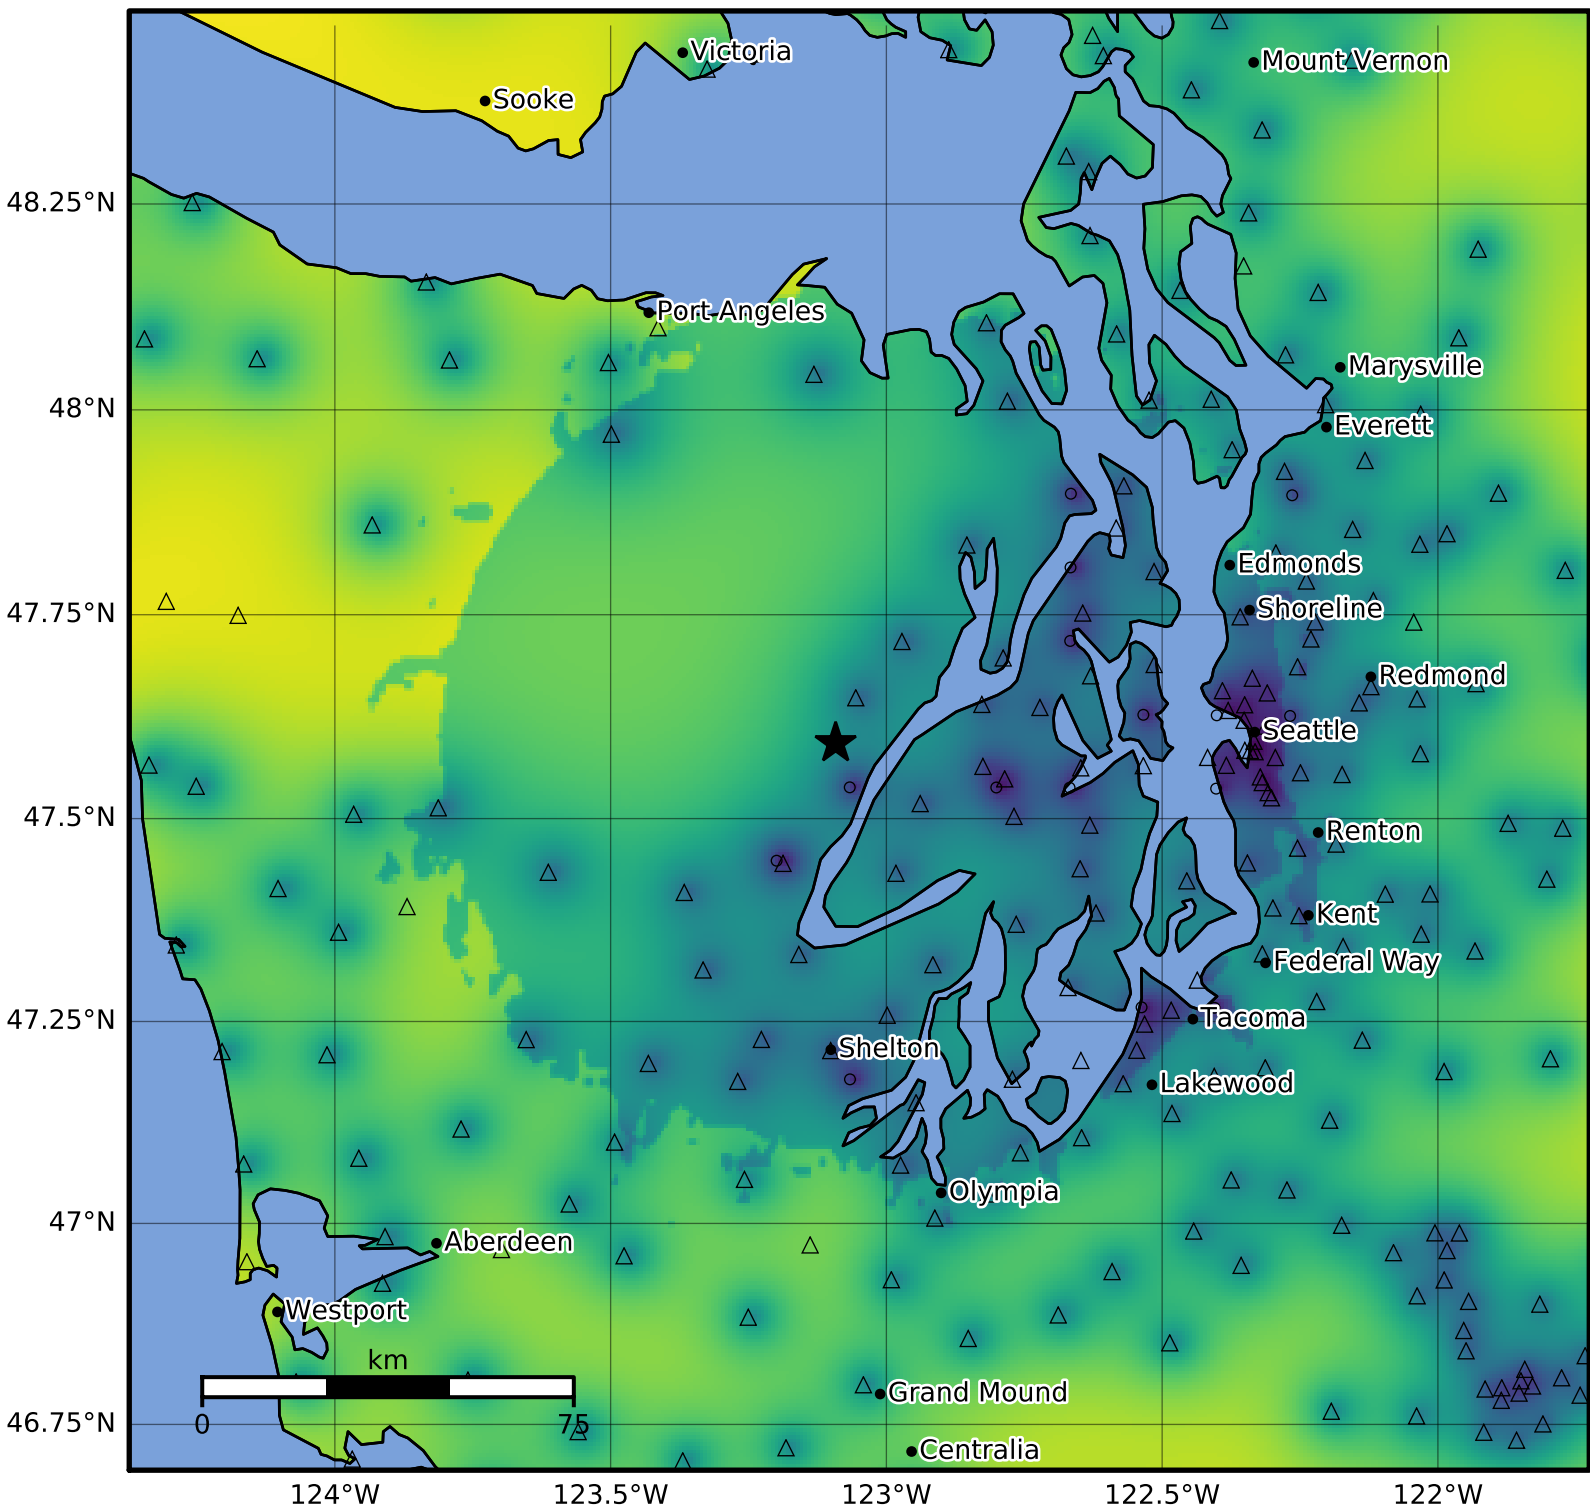 Victoria
Mount Vernon
Sooke
48.25°N
Port Angeles
Marysville
48°N
Everett
Edmonds
47.75°N
Shoreline
Redmond
Seattle
47.5°N
Renton
Kent
Federal Way
47.25°N
Tacoma
Shelton
Lakewood
Olympia
47°N
Aberdeen
Westport
km
Grand Mound
0
75
46.75°N
Centralia
124°W
123.5°W
123°W
122.5°W
122°W